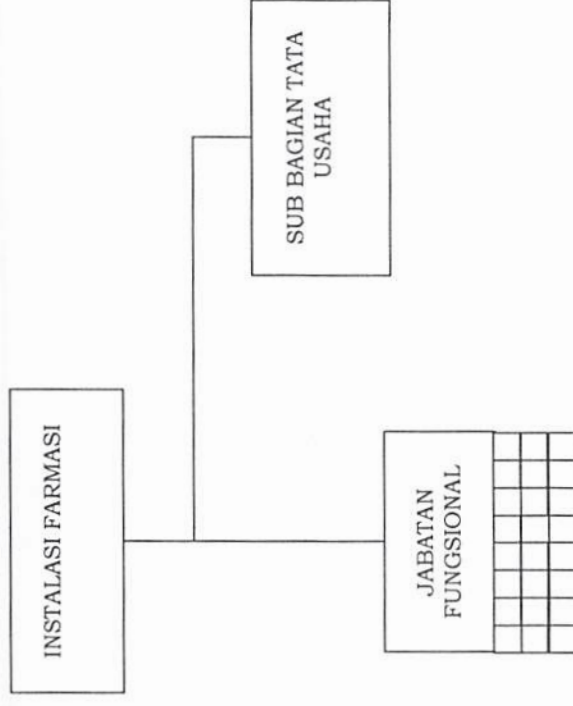 INSTALASI FARMASI
SUB BAGIAN TATA
USAHA
JABATAN
FUNGSIONAL